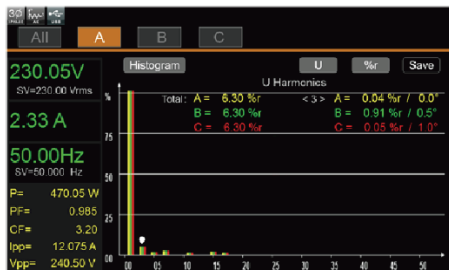 3Ø
All A B C
230.05V
SV=230.00 Vrms
2.33 A
50.00Hz
SV=50.000 Hz
P= 470.05 W
PF= 0.985
CF= 3.20
Ipp= 12.075 A
Vpp= 240.50 V
Histogram U %r Save
U Harmonics
Total: A = 6.30 %r < 3 > A = 0.04 %r / 0.0°
B = 6.30 %r B = 0.91 %r / 0.5°
C = 6.30 %r C = 0.05 %r / 1.0°
%
75
50
25
00
00 05 10 15 20 25 30 35 40 45 50